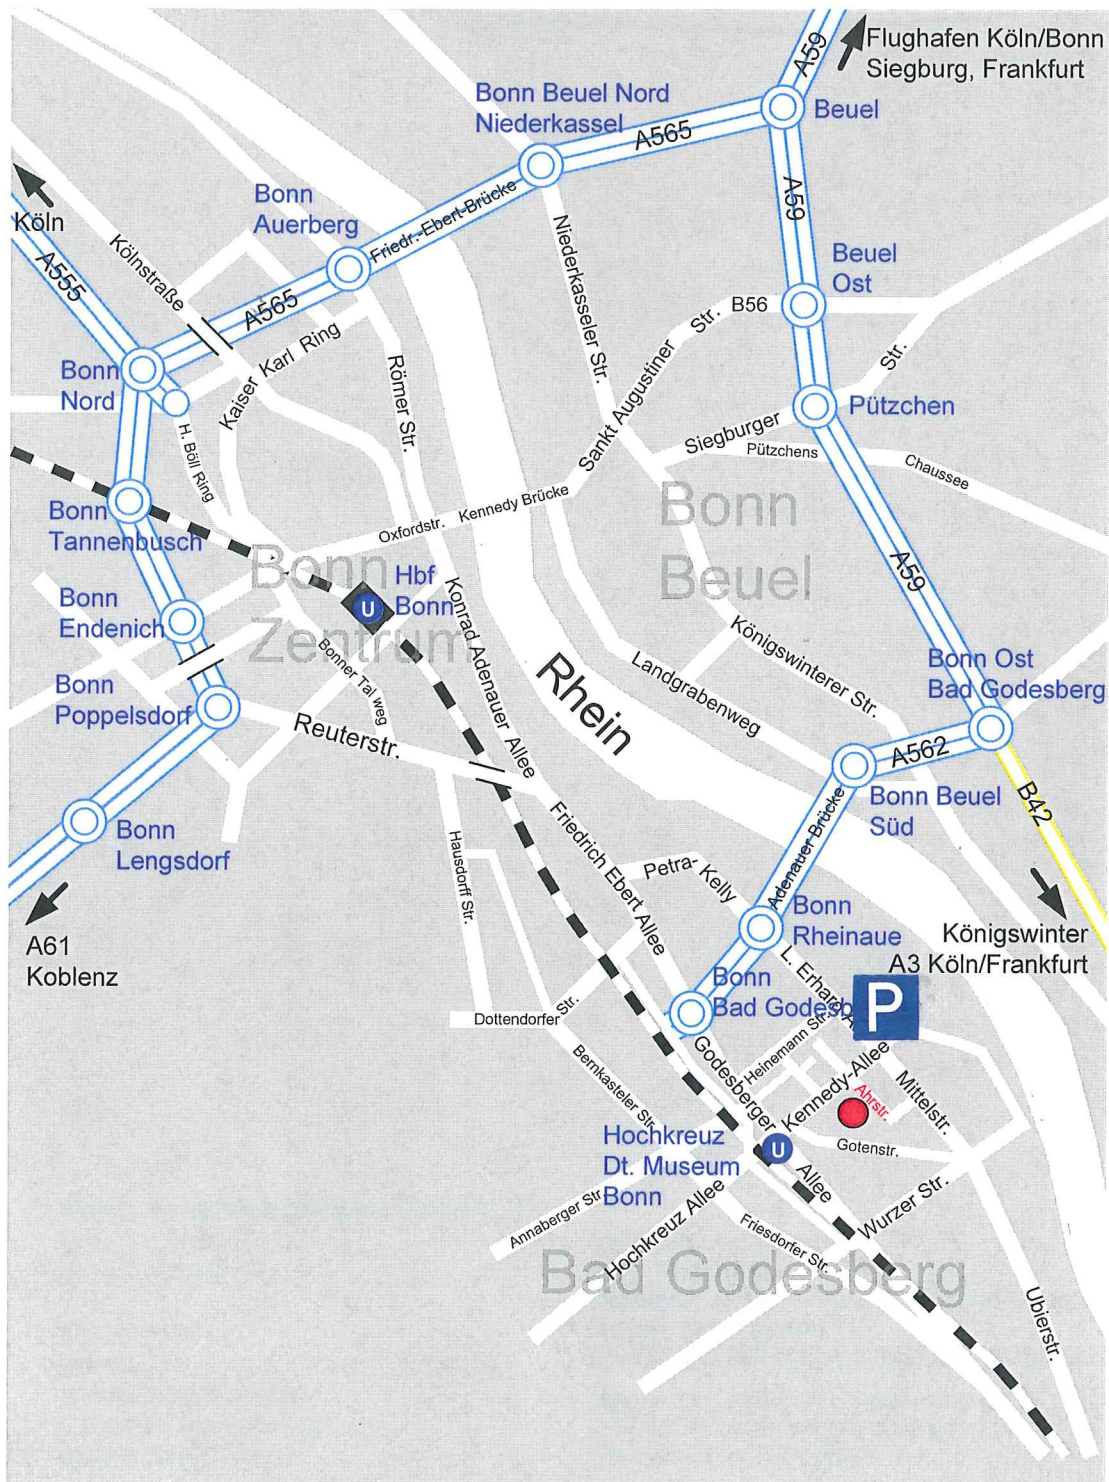 Flughafen Köln/Bonn
Siegburg, Frankfurt
A59
Bonn Beuel Nord
Niederkassel
A565
Beuel
Bonn
Auerberg
Friedr.-Ebert-Brücke
A59
Köln
Kölnstraße
A555
A565
Niederkasseler Str.
Beuel
Ost
B56
Sankt Augustiner Str.
Kaiser Karl Ring
Römer Str.
Str.
Bonn
Nord
Pützchen
H. Böll Ring
Siegburger
Pützchens
Chaussee
Bonn
Tannenbusch
Oxfordstr.
Kennedy Brücke
Bonn
Beuel
A59
Bonn
Zentrum
Hbf
Bonn
U
Bonn
Endenich
Konrad Adenauer Allee
Bonner Tal weg
Rhein
Königswinterer Str.
Landgrabenweg
Bonn Ost
Bad Godesberg
Bonn
Poppelsdorf
Reuterstr.
A562
Bonn Beuel
Süd
B42
Bonn
Lengsdorf
Hausdorff Str.
Friedrich Ebert Allee
Petra-Kelly
Adenauer Brücke
Bonn
Rheinaue
A61
Koblenz
Königswinter
A3 Köln/Frankfurt
L. Erhard A
P
Bonn
Bad Godesb
Dottendorfer Str.
Heinemann Str.
Bernkasteler Str.
Godesberger Allee
Kennedy-Allee
Ahrstr.
Mittelstr.
Gotenstr.
Hochkreuz
Dt. Museum
Bonn
U
Annaberger Str.
Hochkreuz Allee
Friesdorfer Str.
Wurzer Str.
Bad Godesberg
Ubierstr.